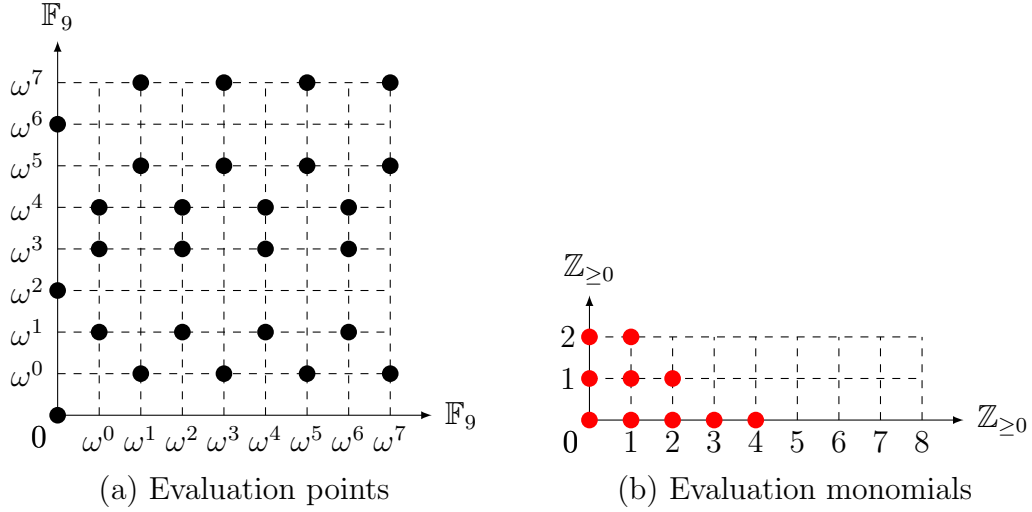 𝔽₉
ω⁷
ω⁶
ω⁵
ω⁴
ω³
ω²
ω¹
ω⁰
0
ω⁰ ω¹ ω² ω³ ω⁴ ω⁵ ω⁶ ω⁷
𝔽₉
(a) Evaluation points
ℤ≥0
2
1
0
1 2 3 4 5 6 7 8
ℤ≥0
(b) Evaluation monomials